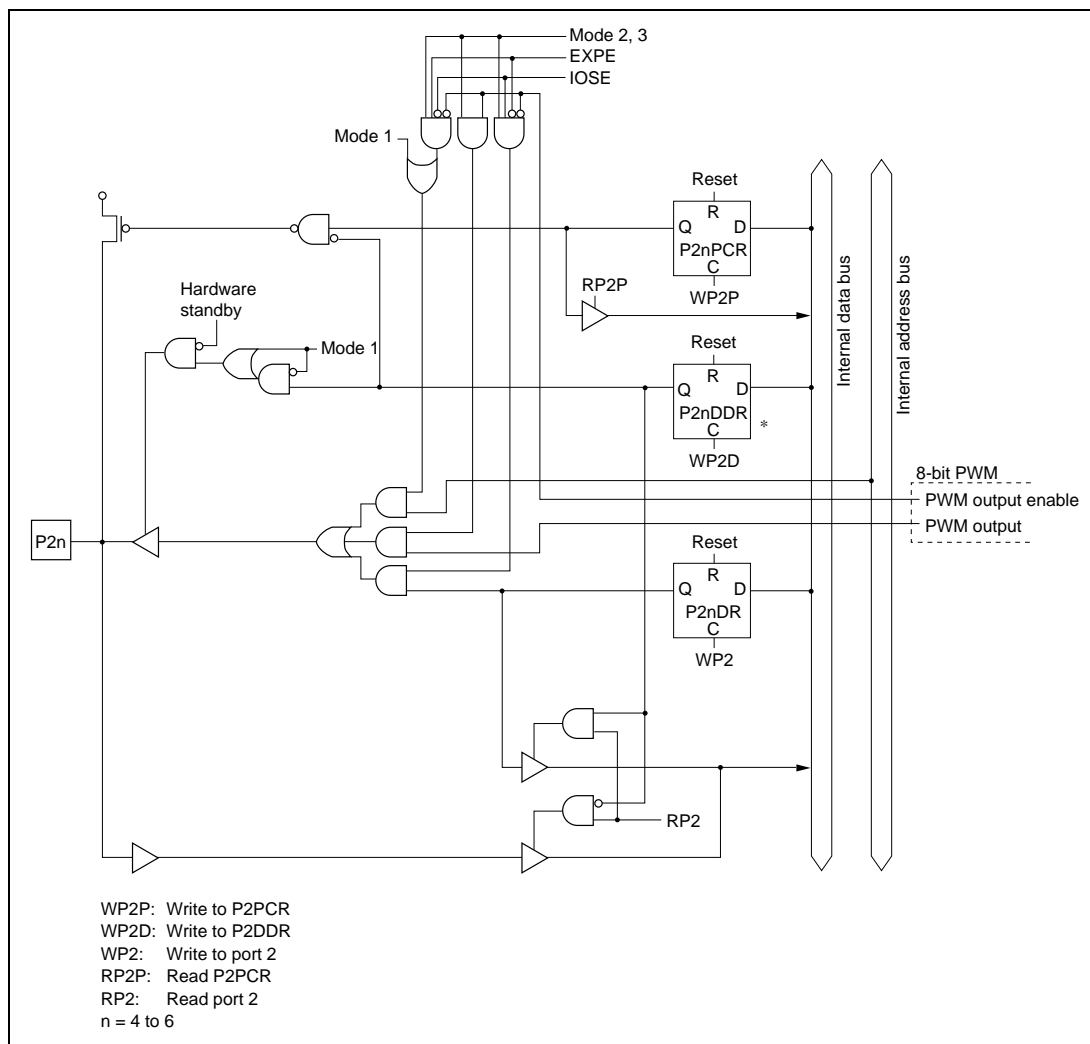 Mode 2, 3
EXPE
IOSE
Mode 1
Reset
R
Q D
P2nPCR
C
WP2P
RP2P
Hardware
standby
Mode 1
Reset
R
Q D
P2nDDR
C
*
WP2D
Internal data bus
Internal address bus
8-bit PWM
PWM output enable
PWM output
P2n
Reset
R
Q D
P2nDR
C
WP2
RP2
WP2P: Write to P2PCR
WP2D: Write to P2DDR
WP2: Write to port 2
RP2P: Read P2PCR
RP2: Read port 2
n = 4 to 6